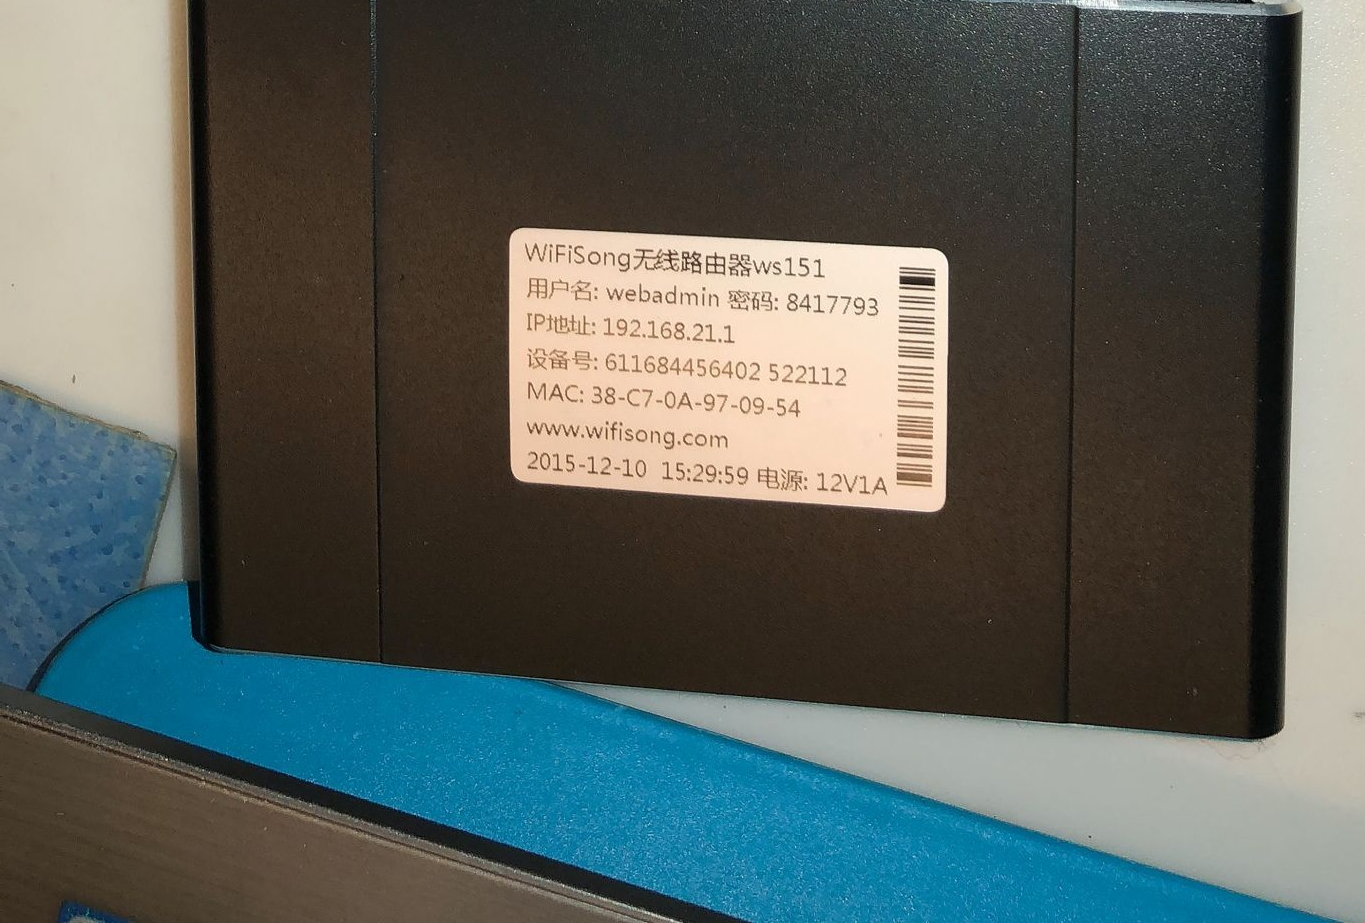 WiFiSong无线路由器ws151
用户名: webadmin 密码: 8417793
IP地址: 192.168.21.1
设备号: 611684456402 522112
MAC: 38-C7-0A-97-09-54
www.wifisong.com
2015-12-10 15:29:59 电源: 12V1A